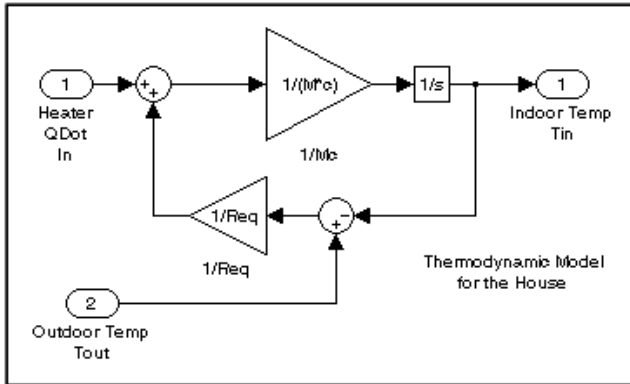 1
Heater
QDot
In
+
+
1/(M*c)
1/Mc
1/s
1
Indoor Temp
Tin
1/Req
1/Req
−
+
Thermodynamic Model
for the House
2
Outdoor Temp
Tout